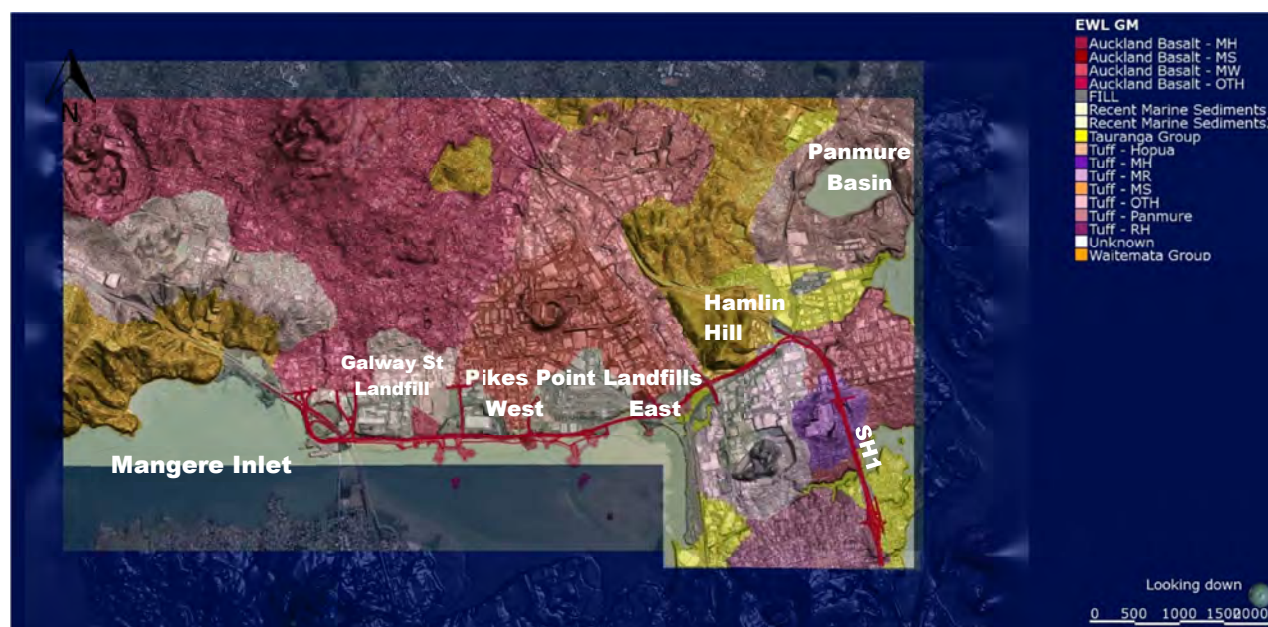 N
Panmure
Basin
Hamlin
Hill
Galway St
Landfill
Pikes Point Landfills
West East
SH1
Mangere Inlet
EWL GM
Auckland Basalt - MH
Auckland Basalt - MS
Auckland Basalt - MW
Auckland Basalt - OTH
FILL
Recent Marine Sediments
Recent Marine Sediments.
Tauranga Group
Tuff - Hopua
Tuff - MH
Tuff - MR
Tuff - MS
Tuff - OTH
Tuff - Panmure
Tuff - RH
Unknown
Waitemata Group
Looking down
0 500 1000 1500 2000